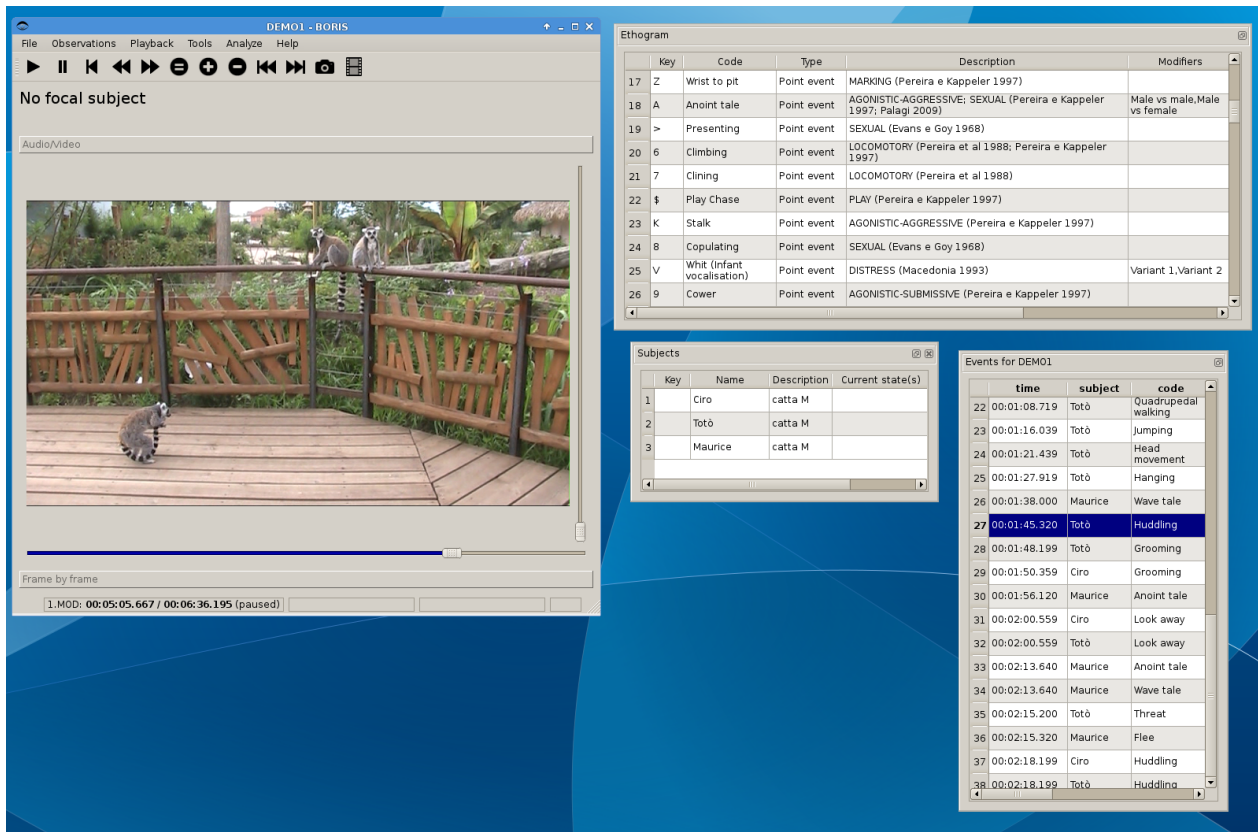 DEMO1 - BORIS
File Observations Playback Tools Analyze Help
No focal subject
Audio/Video
Frame by frame
1.MOD: 00:05:05.667 / 00:06:36.195 (paused)
Ethogram
Key Code Type Description Modifiers
17 Z Wrist to pit Point event MARKING (Pereira e Kappeler 1997)
18 A Anoint tale Point event AGONISTIC-AGGRESSIVE; SEXUAL (Pereira e Kappeler 1997; Palagi 2009) Male vs male,Male vs female
19 > Presenting Point event SEXUAL (Evans e Goy 1968)
20 6 Climbing Point event LOCOMOTORY (Pereira et al 1988; Pereira e Kappeler 1997)
21 7 Clining Point event LOCOMOTORY (Pereira et al 1988)
22 $ Play Chase Point event PLAY (Pereira e Kappeler 1997)
23 K Stalk Point event AGONISTIC-AGGRESSIVE (Pereira e Kappeler 1997)
24 8 Copulating Point event SEXUAL (Evans e Goy 1968)
25 V Whit (Infant vocalisation) Point event DISTRESS (Macedonia 1993) Variant 1,Variant 2
26 9 Cower Point event AGONISTIC-SUBMISSIVE (Pereira e Kappeler 1997)
Subjects
Key Name Description Current state(s)
1 Ciro catta M
2 Totò catta M
3 Maurice catta M
Events for DEMO1
time subject code
22 00:01:08.719 Totò Quadrupedal walking
23 00:01:16.039 Totò Jumping
24 00:01:21.439 Totò Head movement
25 00:01:27.919 Totò Hanging
26 00:01:38.000 Maurice Wave tale
27 00:01:45.320 Totò Huddling
28 00:01:48.199 Totò Grooming
29 00:01:50.359 Ciro Grooming
30 00:01:56.120 Maurice Anoint tale
31 00:02:00.559 Ciro Look away
32 00:02:00.559 Totò Look away
33 00:02:13.640 Maurice Anoint tale
34 00:02:13.640 Maurice Wave tale
35 00:02:15.200 Totò Threat
36 00:02:15.320 Maurice Flee
37 00:02:18.199 Ciro Huddling
38 00:02:18.199 Totò Huddling